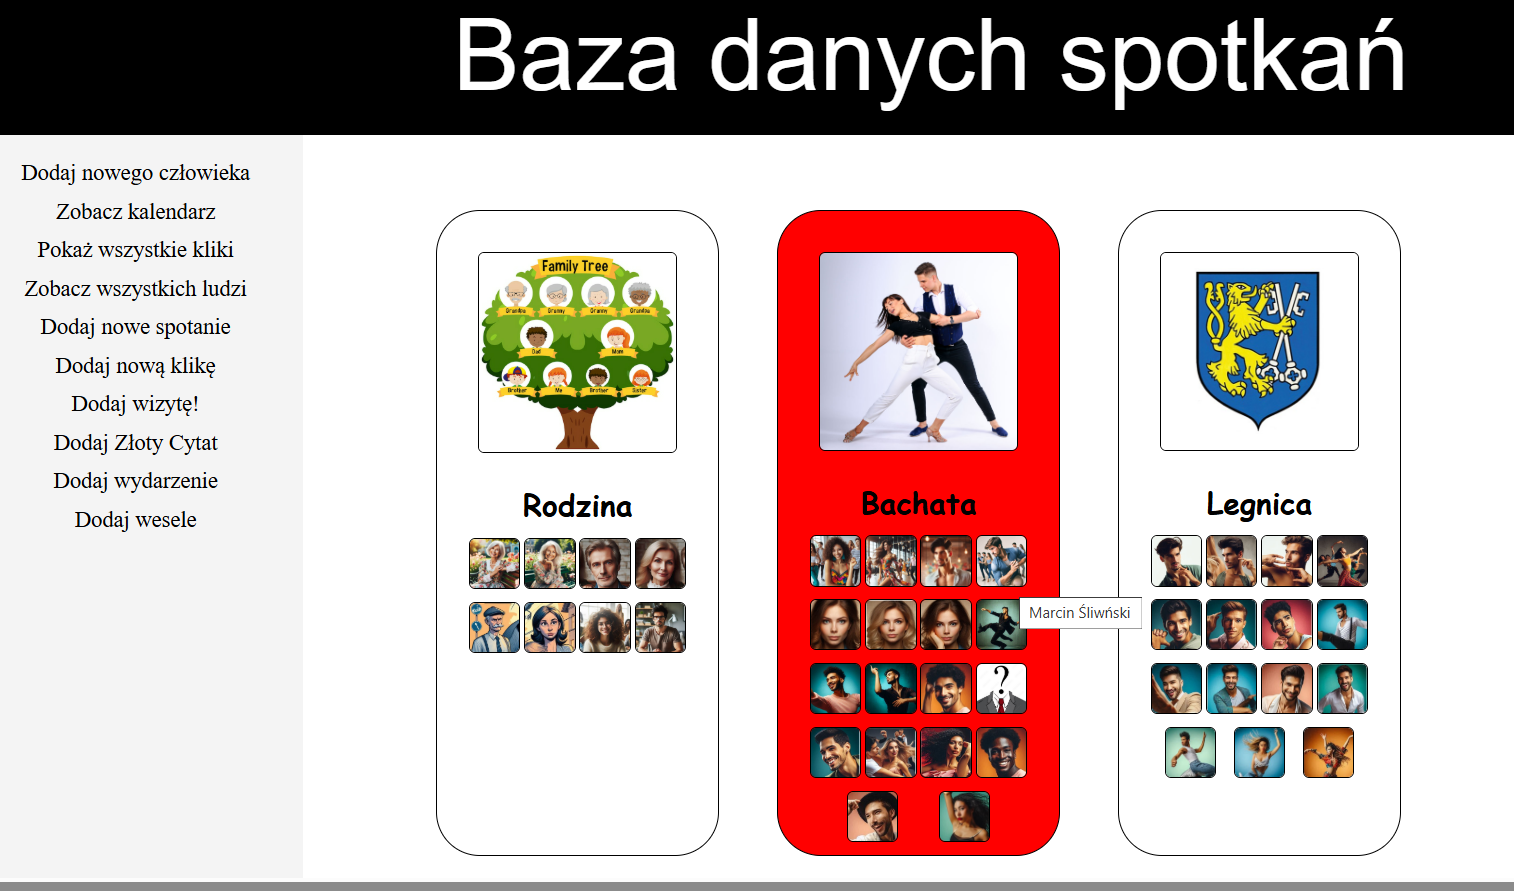 Baza danych spotkań
Dodaj nowego człowieka
Zobacz kalendarz
Pokaż wszystkie kliki
Zobacz wszystkich ludzi
Dodaj nowe spotanie
Dodaj nową klikę
Dodaj wizytę!
Dodaj Złoty Cytat
Dodaj wydarzenie
Dodaj wesele
Family Tree
Grandpa Granny Granny Grandpa
Dad Mom
Brother Me Brother Sister
Rodzina
Bachata
Marcin Śliwński
?
Legnica